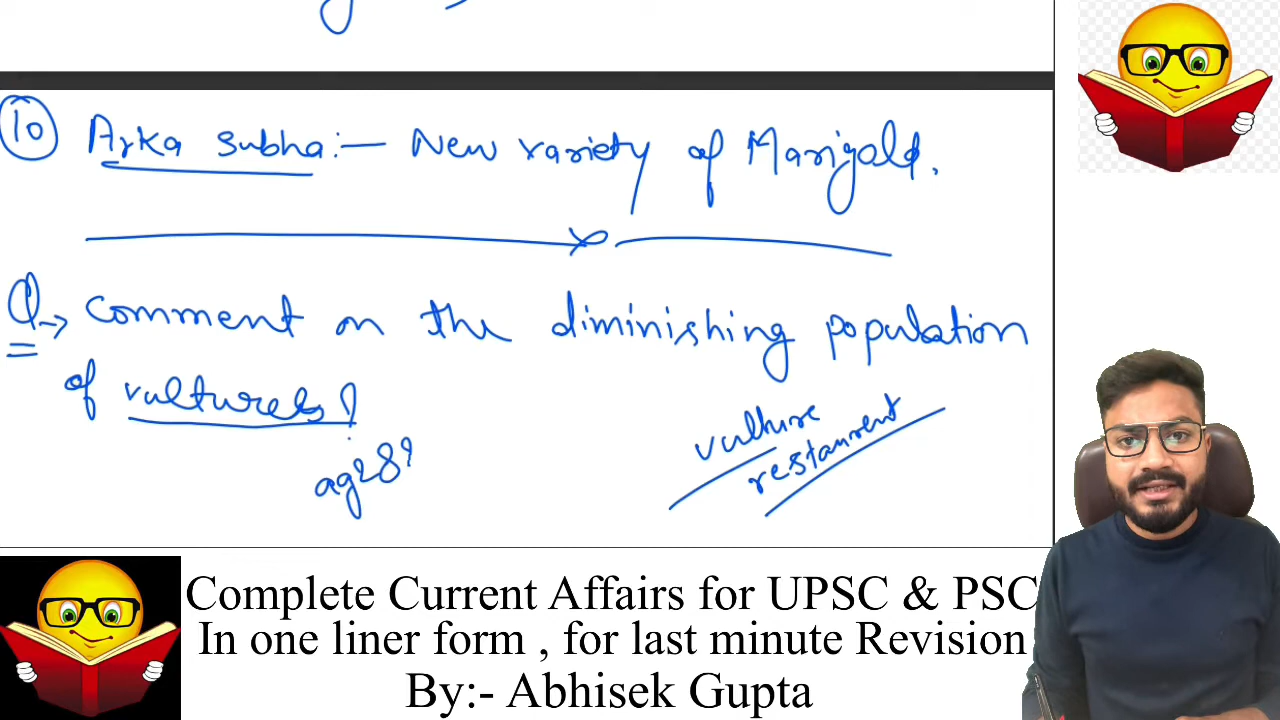 10 Arka subha:- New variety of Marigold.
Q→ comment on the diminishing population
of vultures?
vulture
restaurent
Complete Current Affairs for UPSC & PSC
In one liner form , for last minute Revision
By:- Abhisek Gupta